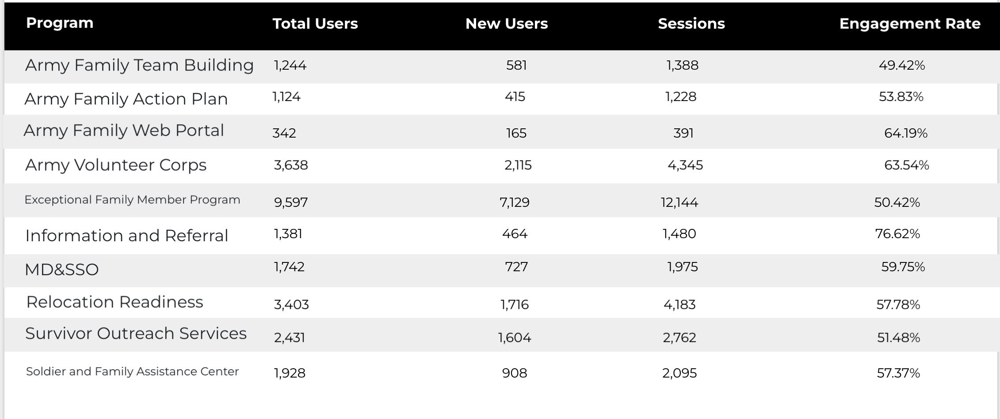 Program Total Users New Users Sessions Engagement Rate
Army Family Team Building 1,244 581 1,388 49.42%
Army Family Action Plan 1,124 415 1,228 53.83%
Army Family Web Portal 342 165 391 64.19%
Army Volunteer Corps 3,638 2,115 4,345 63.54%
Exceptional Family Member Program 9,597 7,129 12,144 50.42%
Information and Referral 1,381 464 1,480 76.62%
MD&SSO 1,742 727 1,975 59.75%
Relocation Readiness 3,403 1,716 4,183 57.78%
Survivor Outreach Services 2,431 1,604 2,762 51.48%
Soldier and Family Assistance Center 1,928 908 2,095 57.37%